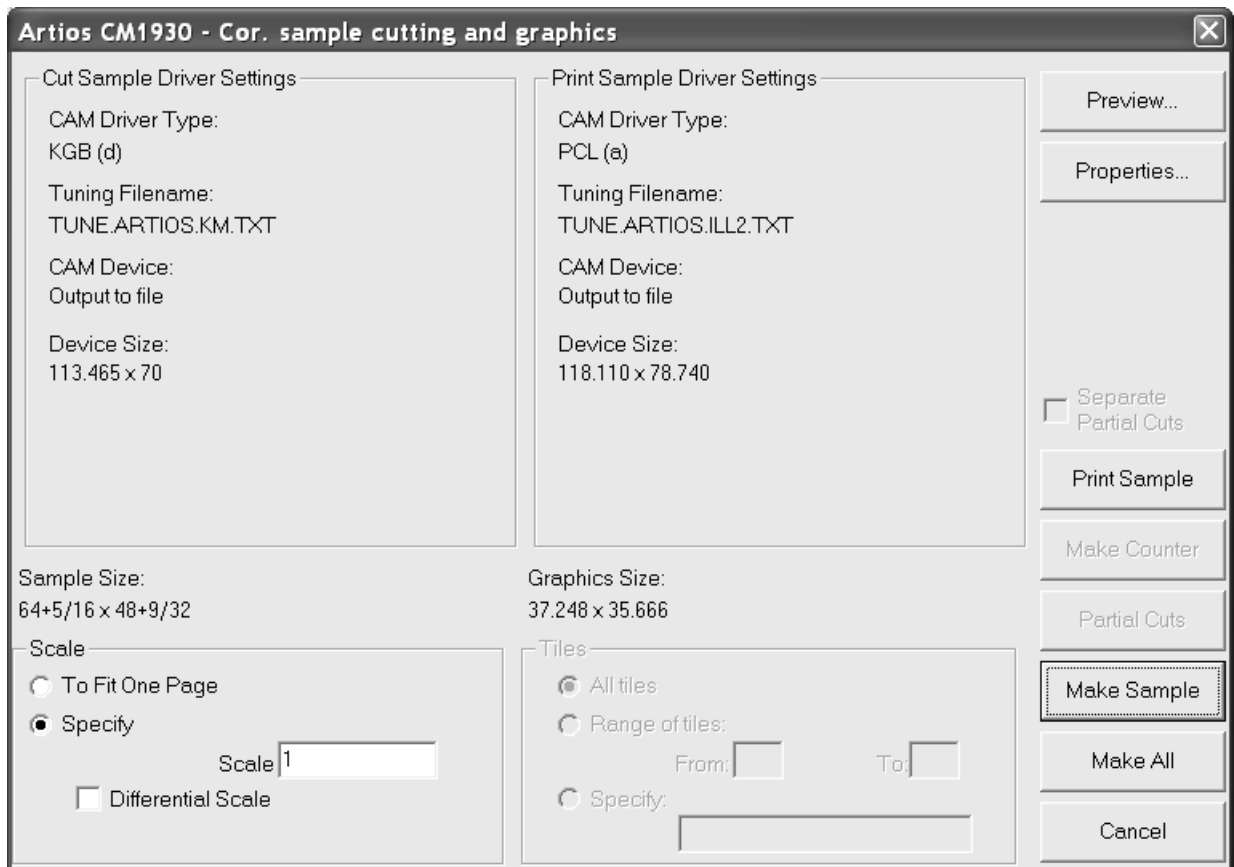 Artios CM1930 - Cor. sample cutting and graphics
Cut Sample Driver Settings
CAM Driver Type:
KGB (d)
Tuning Filename:
TUNE.ARTIOS.KM.TXT
CAM Device:
Output to file
Device Size:
113.465 x 70
Print Sample Driver Settings
CAM Driver Type:
PCL (a)
Tuning Filename:
TUNE.ARTIOS.ILL2.TXT
CAM Device:
Output to file
Device Size:
118.110 x 78.740
Preview...
Properties...
Separate
Partial Cuts
Print Sample
Make Counter
Partial Cuts
Make Sample
Make All
Cancel
Sample Size:
64+5/16 x 48+9/32
Graphics Size:
37.248 x 35.666
Scale
To Fit One Page
Specify
Scale 1
Differential Scale
Tiles
All tiles
Range of tiles:
From: To:
Specify: